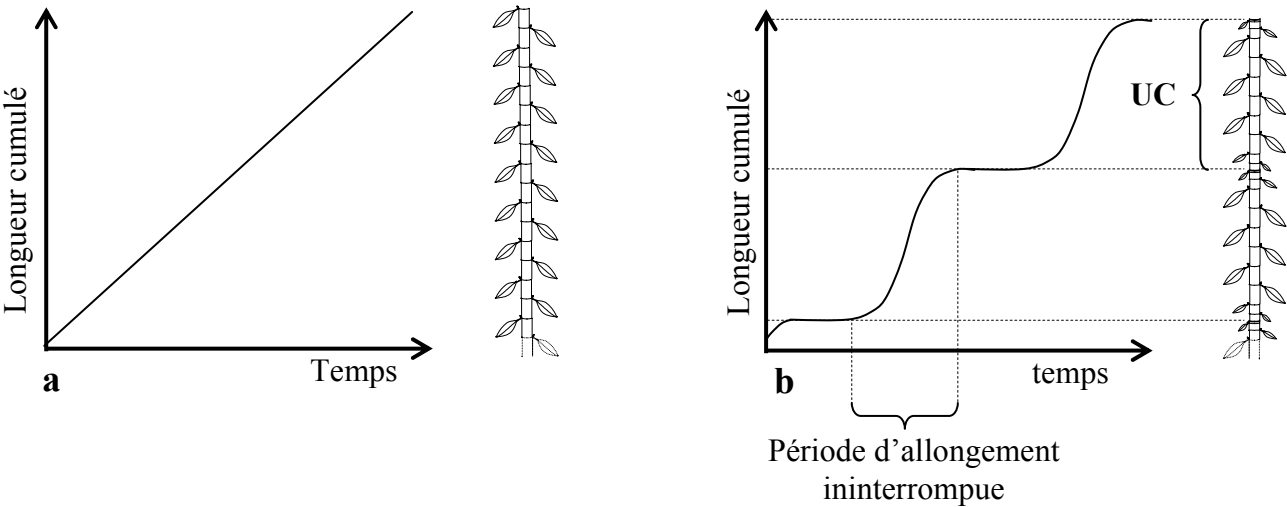 Longueur cumulé
Temps
a
Longueur cumulé
UC
temps
b
Période d’allongement
ininterrompue